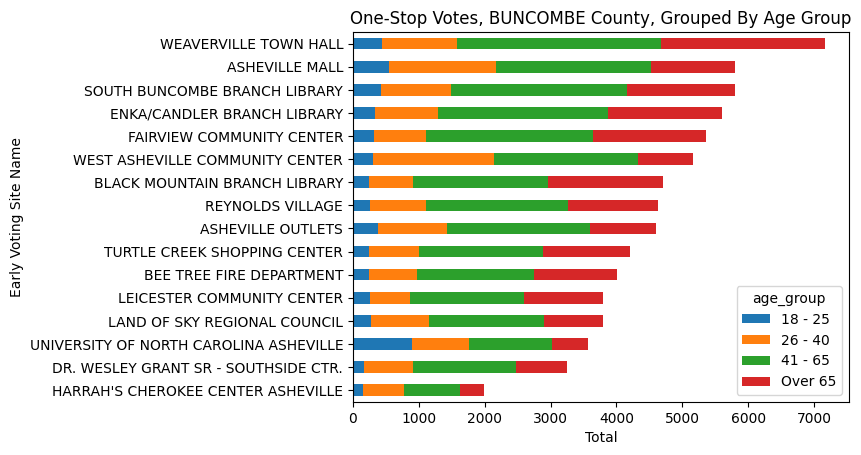 One-Stop Votes, BUNCOMBE County, Grouped By Age Group
Early Voting Site Name
WEAVERVILLE TOWN HALL
ASHEVILLE MALL
SOUTH BUNCOMBE BRANCH LIBRARY
ENKA/CANDLER BRANCH LIBRARY
FAIRVIEW COMMUNITY CENTER
WEST ASHEVILLE COMMUNITY CENTER
BLACK MOUNTAIN BRANCH LIBRARY
REYNOLDS VILLAGE
ASHEVILLE OUTLETS
TURTLE CREEK SHOPPING CENTER
BEE TREE FIRE DEPARTMENT
LEICESTER COMMUNITY CENTER
LAND OF SKY REGIONAL COUNCIL
UNIVERSITY OF NORTH CAROLINA ASHEVILLE
DR. WESLEY GRANT SR - SOUTHSIDE CTR.
HARRAH'S CHEROKEE CENTER ASHEVILLE
age_group
18 - 25
26 - 40
41 - 65
Over 65
0 1000 2000 3000 4000 5000 6000 7000
Total